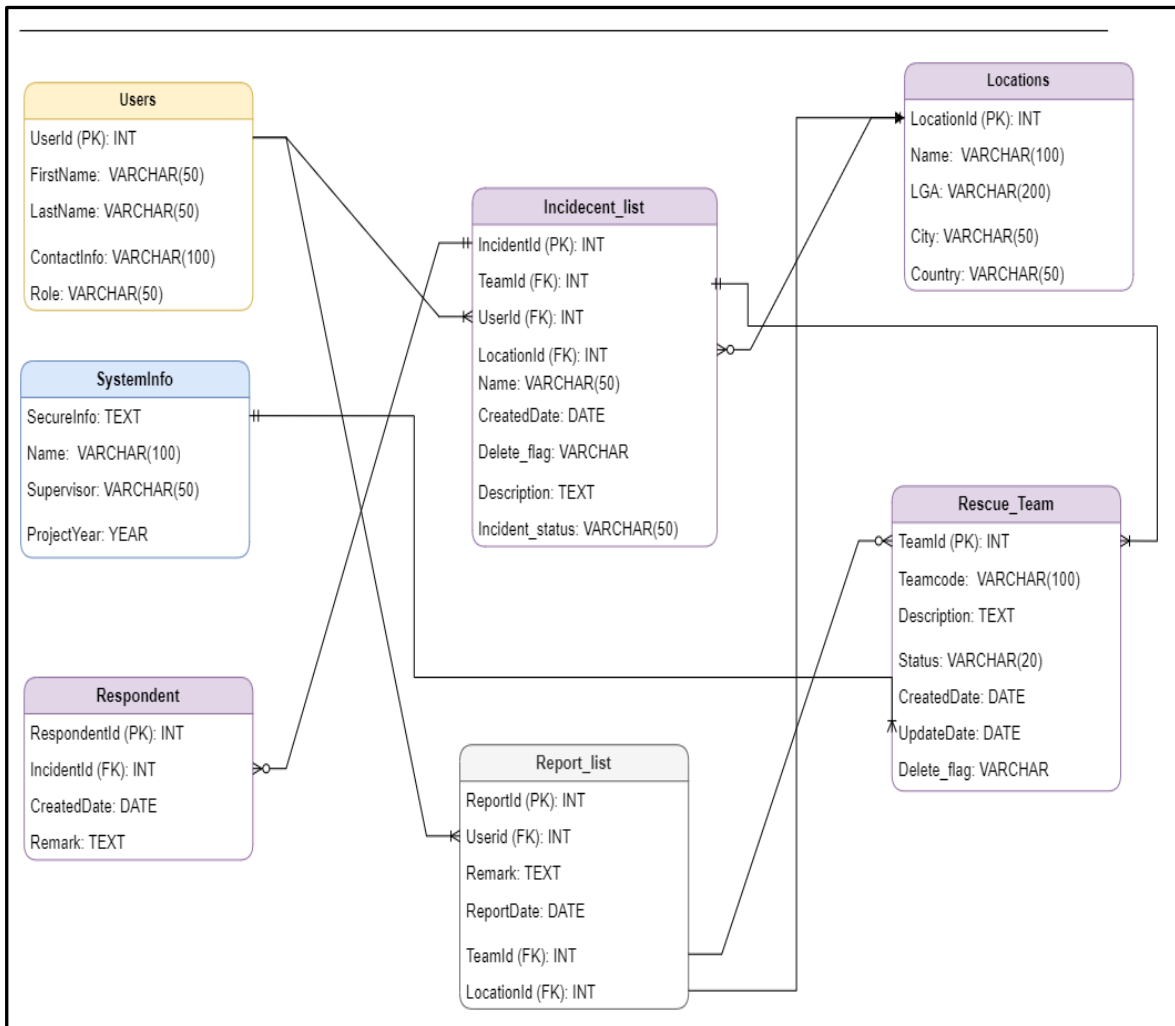 Users
UserId (PK): INT
FirstName: VARCHAR(50)
LastName: VARCHAR(50)
ContactInfo: VARCHAR(100)
Role: VARCHAR(50)
SystemInfo
SecureInfo: TEXT
Name: VARCHAR(100)
Supervisor: VARCHAR(50)
ProjectYear: YEAR
Respondent
RespondentId (PK): INT
IncidentId (FK): INT
CreatedDate: DATE
Remark: TEXT
Incidecent_list
IncidentId (PK): INT
TeamId (FK): INT
UserId (FK): INT
LocationId (FK): INT
Name: VARCHAR(50)
CreatedDate: DATE
Delete_flag: VARCHAR
Description: TEXT
Incident_status: VARCHAR(50)
Report_list
ReportId (PK): INT
Userid (FK): INT
Remark: TEXT
ReportDate: DATE
TeamId (FK): INT
LocationId (FK): INT
Locations
LocationId (PK): INT
Name: VARCHAR(100)
LGA: VARCHAR(200)
City: VARCHAR(50)
Country: VARCHAR(50)
Rescue_Team
TeamId (PK): INT
Teamcode: VARCHAR(100)
Description: TEXT
Status: VARCHAR(20)
CreatedDate: DATE
UpdateDate: DATE
Delete_flag: VARCHAR